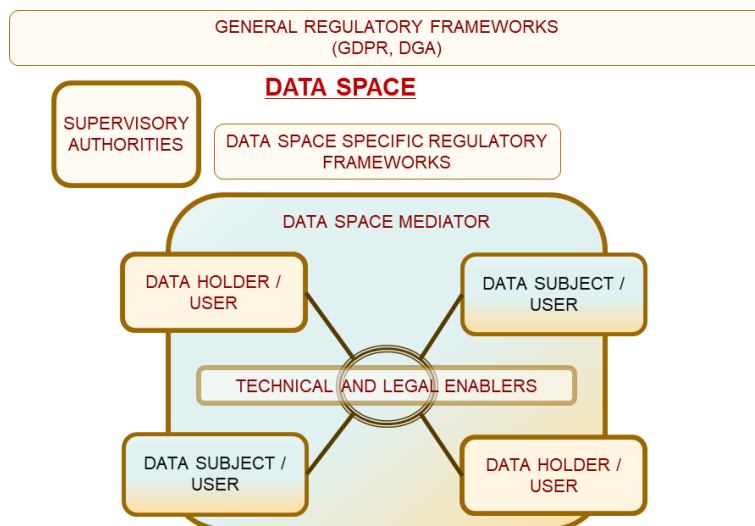 GENERAL REGULATORY FRAMEWORKS
(GDPR, DGA)
DATA SPACE
SUPERVISORY
AUTHORITIES
DATA SPACE SPECIFIC REGULATORY
FRAMEWORKS
DATA SPACE MEDIATOR
DATA HOLDER /
USER
DATA SUBJECT /
USER
TECHNICAL AND LEGAL ENABLERS
DATA SUBJECT /
USER
DATA HOLDER /
USER